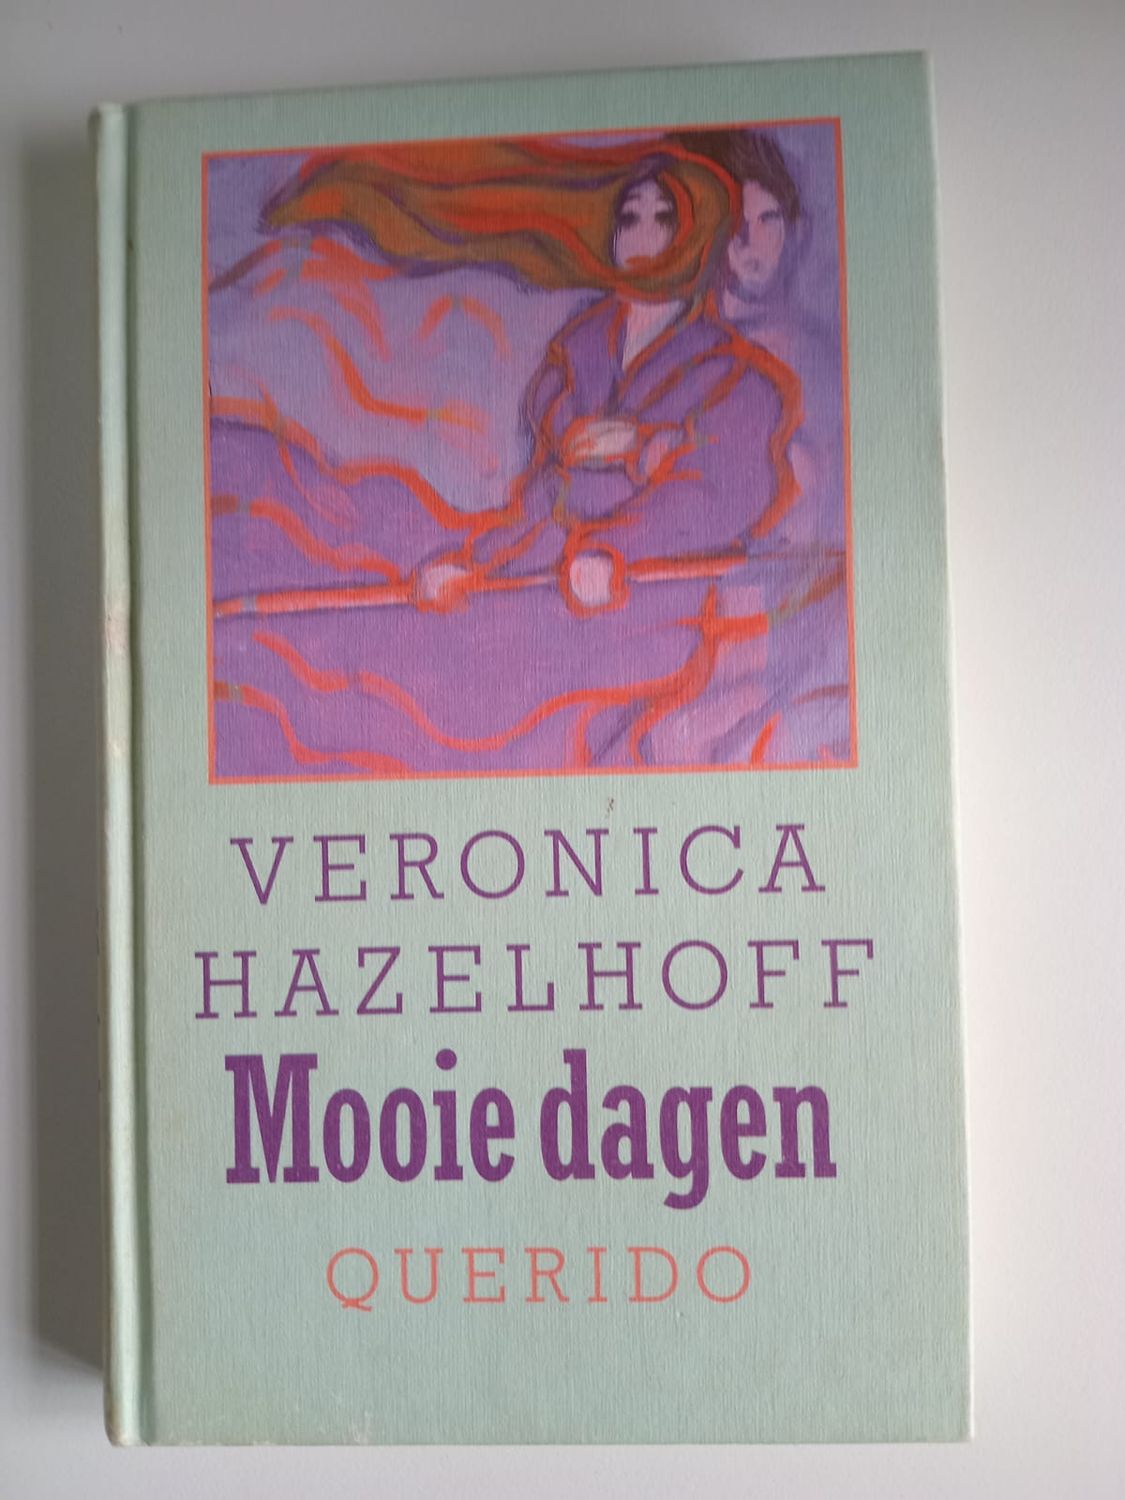 VERONICA
HAZELHOFF
Mooie dagen
QUERIDO